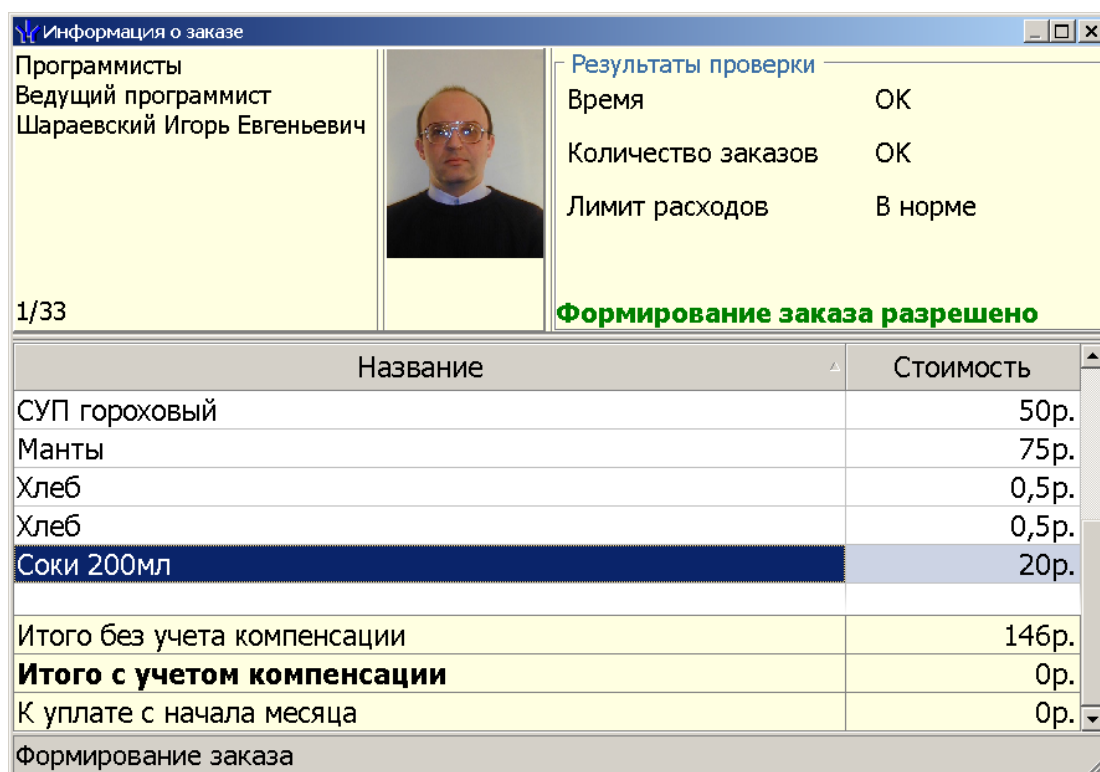 Информация о заказе
Программисты
Ведущий программист
Шараевский Игорь Евгеньевич
1/33
Результаты проверки
Время ОК
Количество заказов ОК
Лимит расходов В норме
Формирование заказа разрешено
Название Стоимость
СУП гороховый 50р.
Манты 75р.
Хлеб 0,5р.
Хлеб 0,5р.
Соки 200мл 20р.
Итого без учета компенсации 146р.
Итого с учетом компенсации 0р.
К уплате с начала месяца 0р.
Формирование заказа